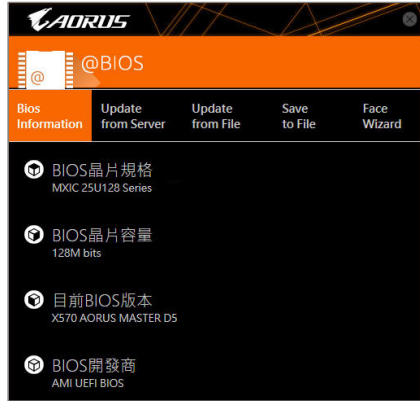 AORUS
@BIOS
@
Bios Information
Update from Server
Update from File
Save to File
Face Wizard
BIOS晶片規格
MXIC 25U128 Series
BIOS晶片容量
128M bits
目前BIOS版本
X570 AORUS MASTER D5
BIOS開發商
AMI UEFI BIOS